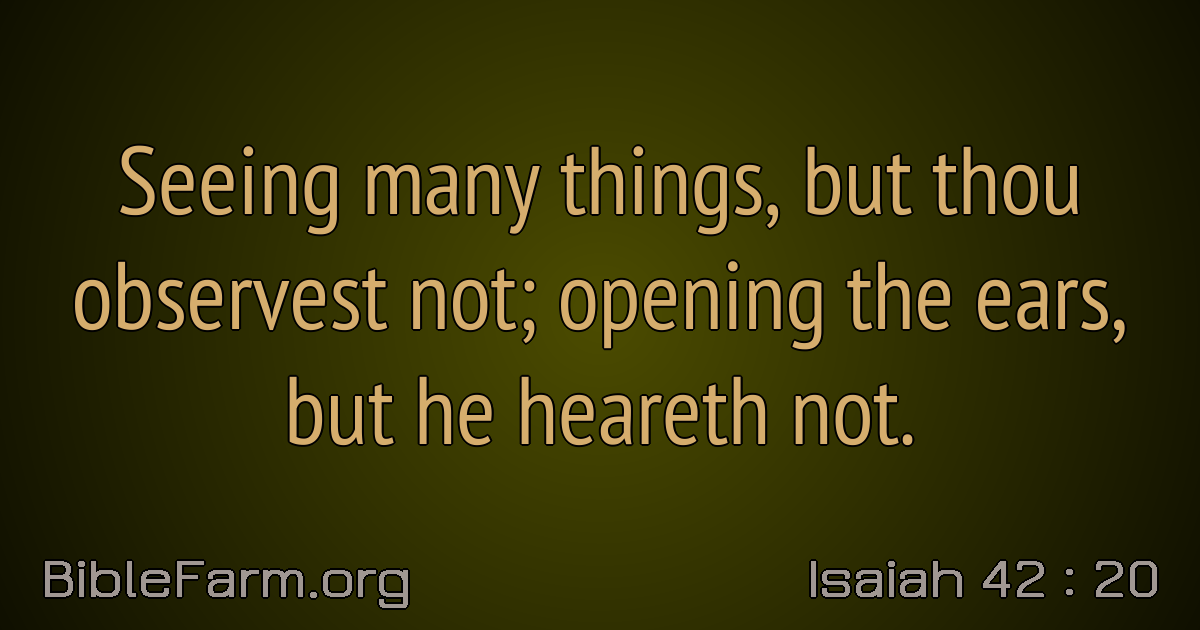 Seeing many things, but thou
observest not; opening the ears,
but he heareth not.
BibleFarm.org
Isaiah 42 : 20